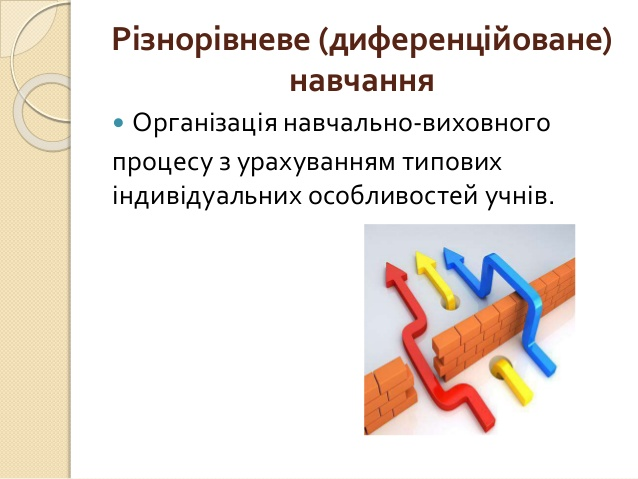 Різнорівневе (диференційоване)
навчання
• Організація навчально-виховного
процесу з урахуванням типових
індивідуальних особливостей учнів.